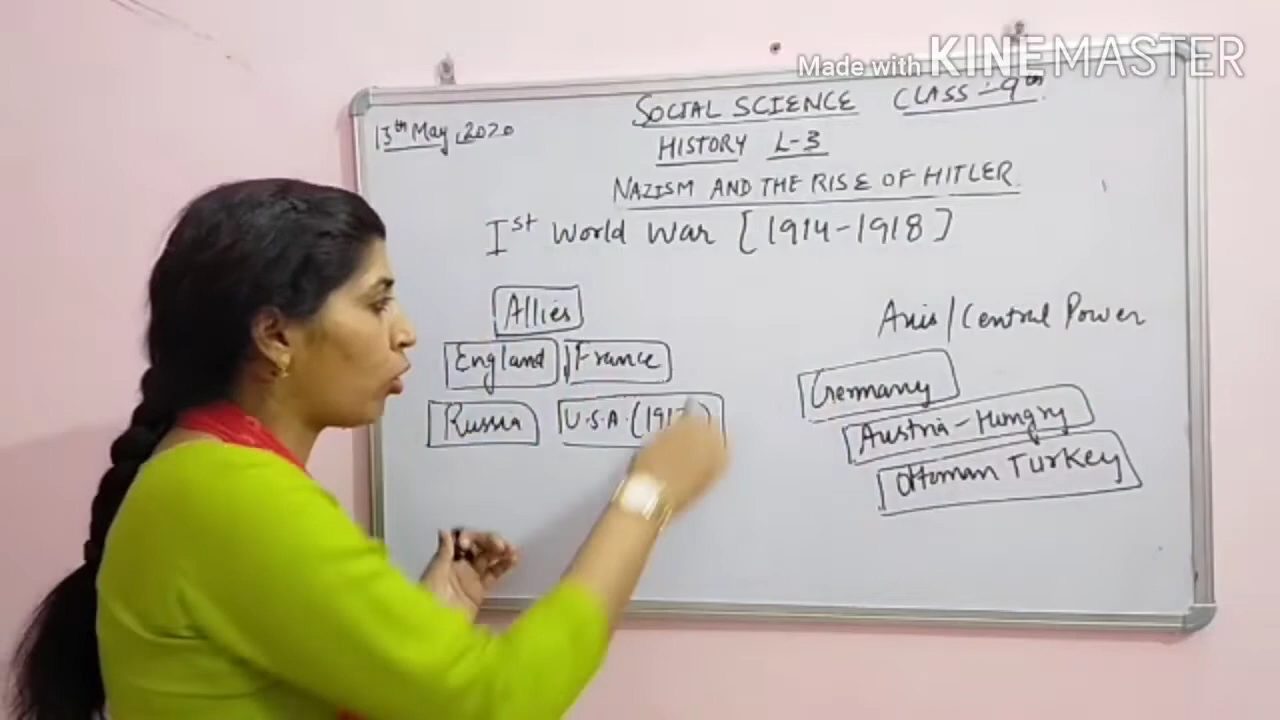 Made with KINEMASTER
13th May, 2020
SOCIAL SCIENCE CLASS - 9th
HISTORY L-3
NAZISM AND THE RISE OF HITLER
Ist World War [1914-1918]
Allies
England France
Russia U.S.A. (1917)
Axis/Central Power
Germany
Austria-Hungry
Ottoman Turkey